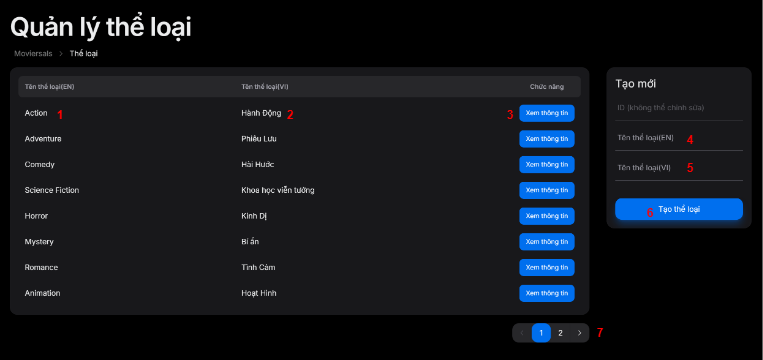 Quản lý thể loại
Moviersals > Thể loại
Tên thể loại(EN) Tên thể loại(VI) Chức năng
Action 1 Hành Động 2 3 Xem thông tin
Adventure Phiêu Lưu Xem thông tin
Comedy Hài Hước Xem thông tin
Science Fiction Khoa học viễn tưởng Xem thông tin
Horror Kinh Dị Xem thông tin
Mystery Bí ẩn Xem thông tin
Romance Tình Cảm Xem thông tin
Animation Hoạt Hình Xem thông tin
< 1 2 > 7
Tạo mới
ID (không thể chỉnh sửa)
Tên thể loại(EN) 4
Tên thể loại(VI) 5
6 Tạo thể loại